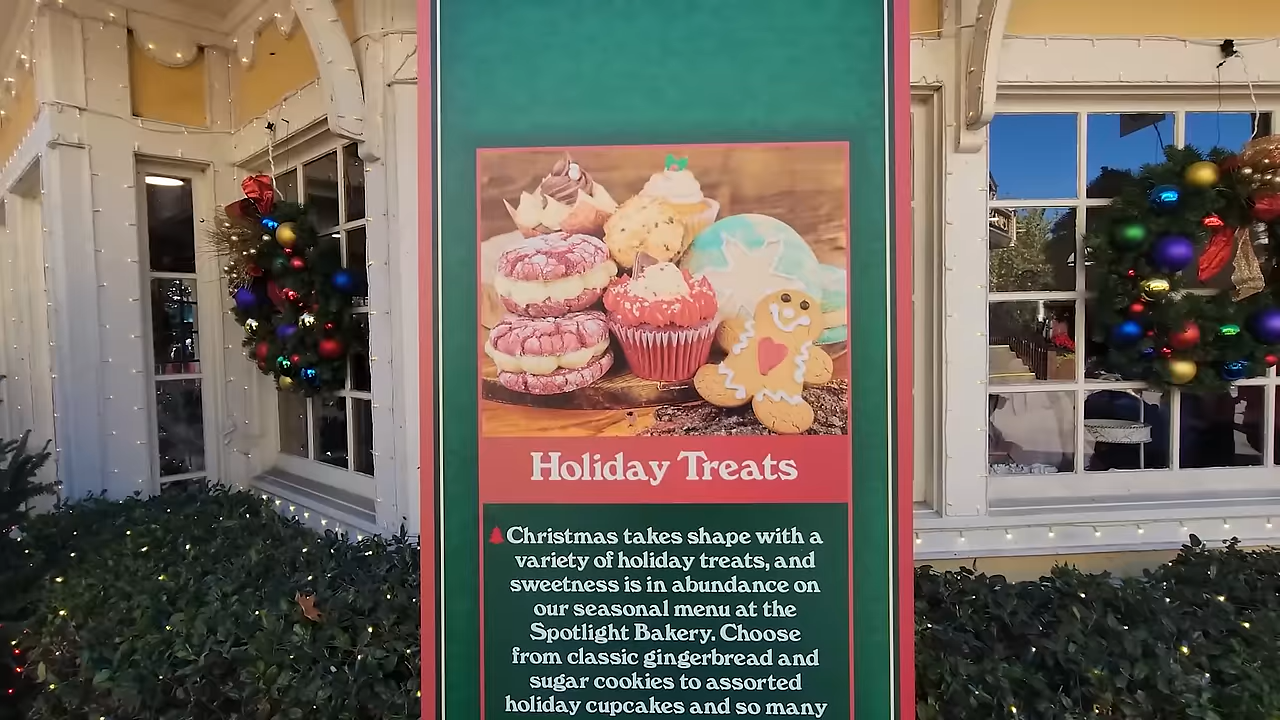 Holiday Treats
Christmas takes shape with a
variety of holiday treats, and
sweetness is in abundance on
our seasonal menu at the
Spotlight Bakery. Choose
from classic gingerbread and
sugar cookies to assorted
holiday cupcakes and so many